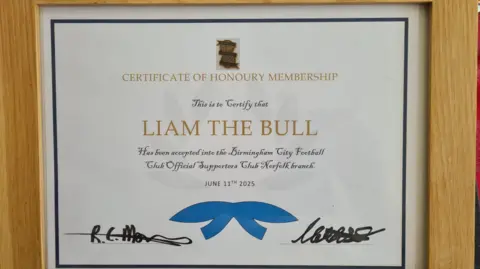 CERTIFICATE OF HONOURY MEMBERSHIP
This is to Certify that
LIAM THE BULL
Has been accepted into the Birmingham City Football
Club Official Supporters Club Norfolk branch.
JUNE 11TH 2025
R.C.